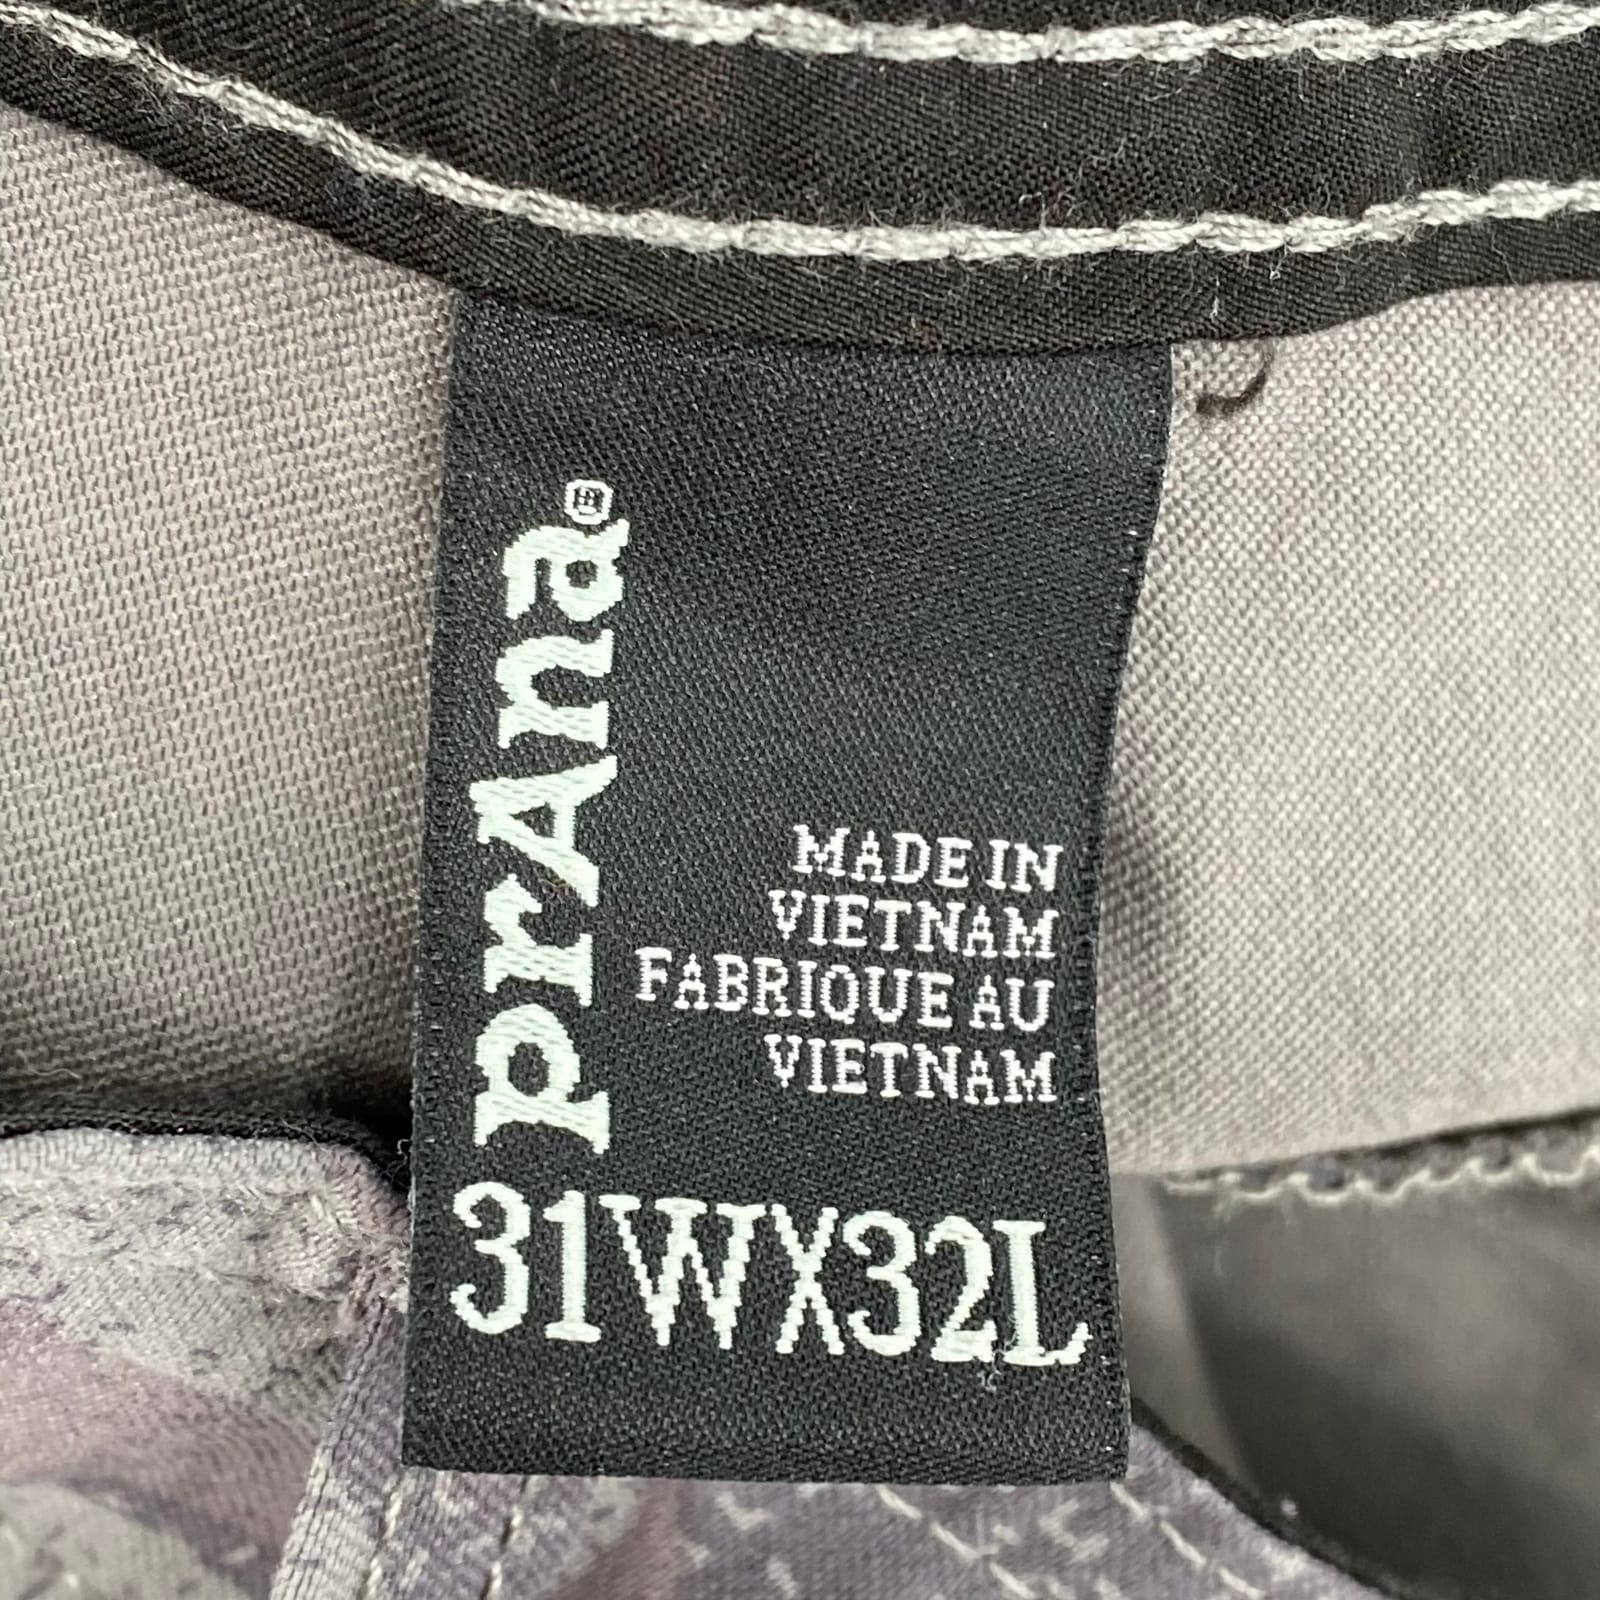 prAna®
MADE IN
VIETNAM
FABRIQUE AU
VIETNAM
31WX32L